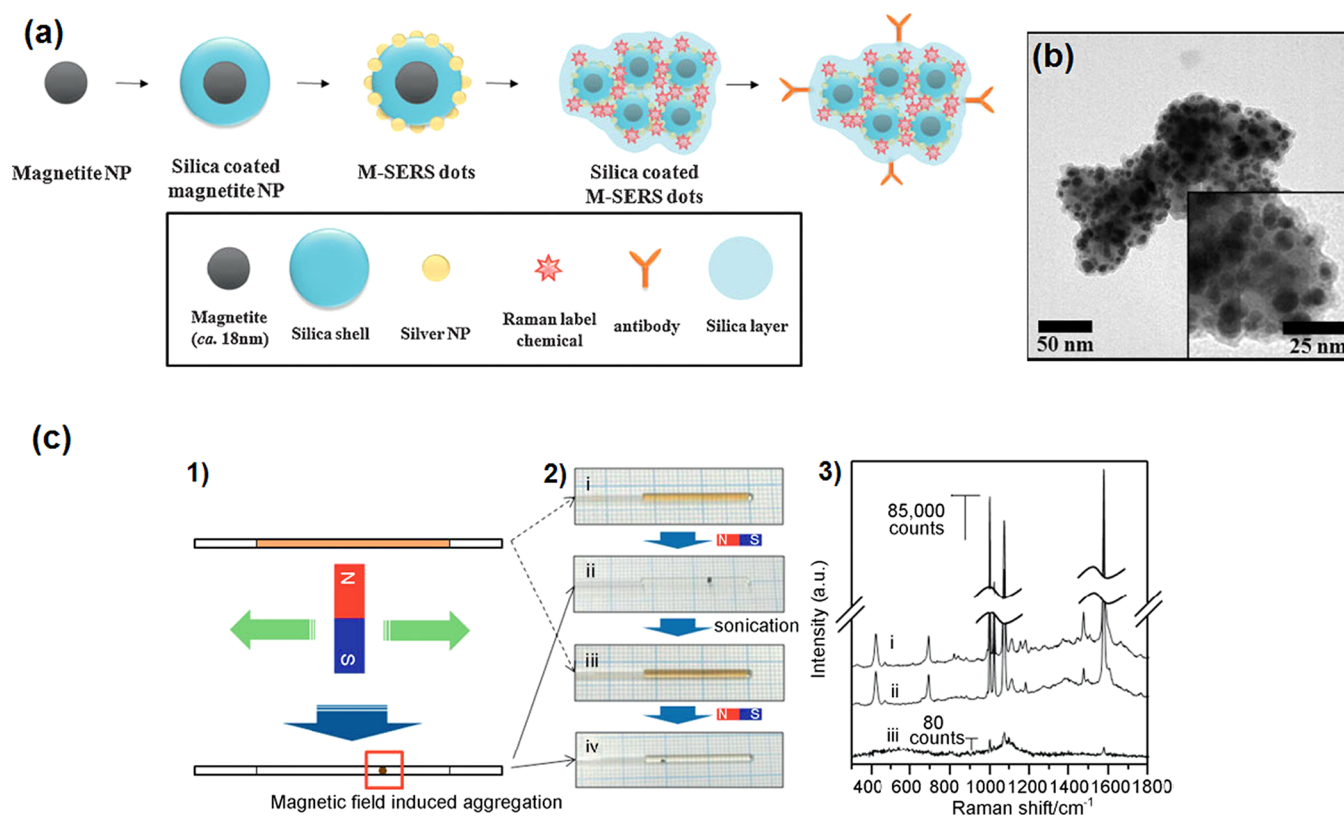 (a)
Magnetite NP
Silica coated
magnetite NP
M-SERS dots
Silica coated
M-SERS dots
Magnetite
(ca. 18nm)
Silica shell
Silver NP
Raman label
chemical
antibody
Silica layer
(b)
50 nm
25 nm
(c)
1)
N
S
Magnetic field induced aggregation
2)
i
N S
ii
sonication
iii
N S
iv
3)
85,000
counts
i
ii
iii
80
counts
Intensity (a.u.)
400 600 800 1000 1200 1400 1600 1800
Raman shift/cm⁻¹